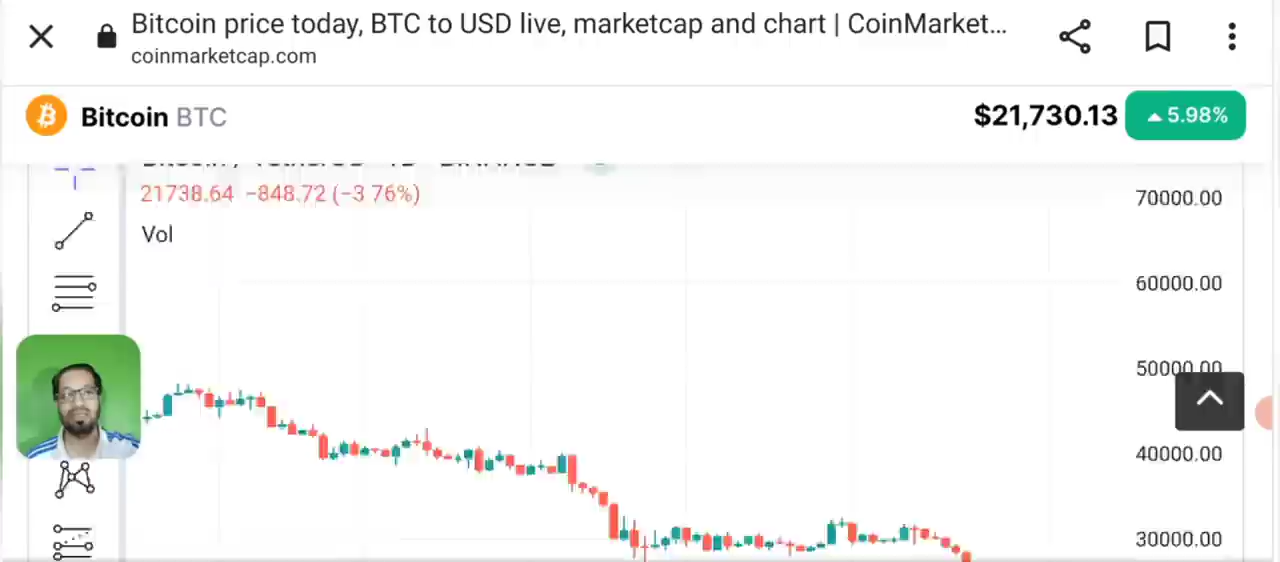 Bitcoin price today, BTC to USD live, marketcap and chart | CoinMarket...
coinmarketcap.com
Bitcoin BTC
$21,730.13
5.98%
21738.64 −848.72 (−3 76%)
Vol
70000.00
60000.00
50000.00
40000.00
30000.00